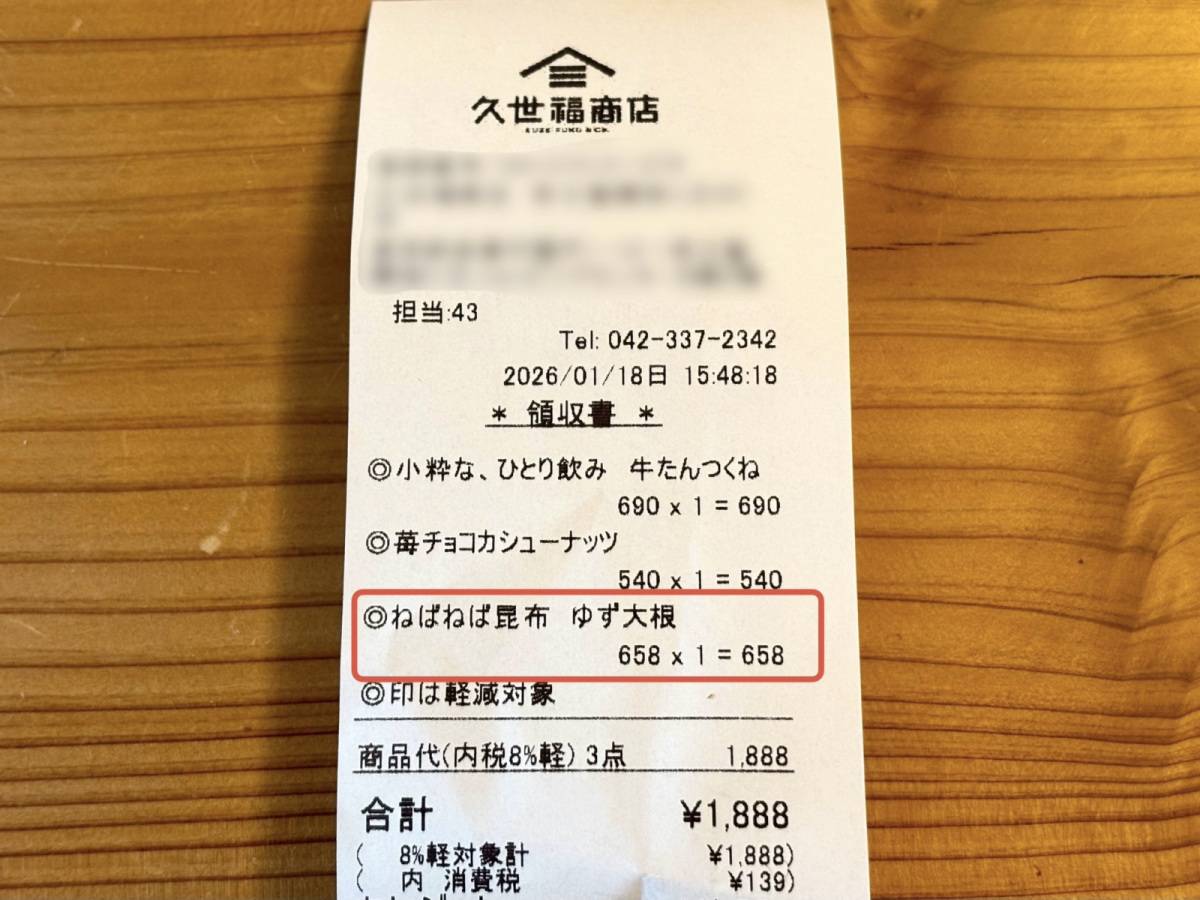 久世福商店
KUZE FUKU & Co.
担当:43
Tel: 042-337-2342
2026/01/18日 15:48:18
* 領収書 *
◎小粋な、ひとり飲み 牛たんつくね
690 x 1 = 690
◎苺チョコカシューナッツ
540 x 1 = 540
◎ねばねば昆布 ゆず大根
658 x 1 = 658
◎印は軽減対象
商品代(内税8%軽) 3点 1,888
合計 ¥1,888
( 8%軽対象計 ¥1,888)
( 内 消費税 ¥139)